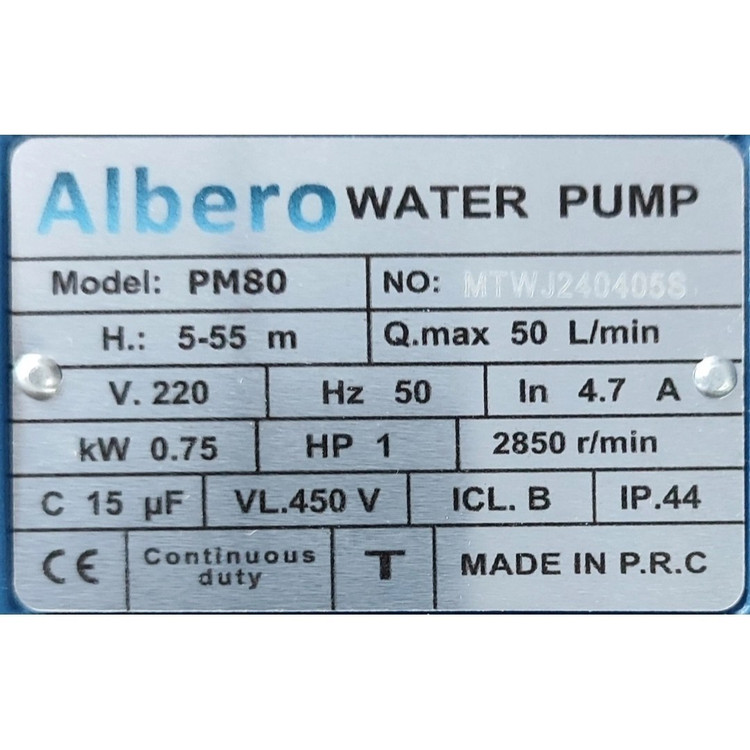 Albero WATER PUMP
Model: PM80 NO: MTWJ240405S
H.: 5-55 m Q.max 50 L/min
V. 220 Hz 50 In 4.7 A
kW 0.75 HP 1 2850 r/min
C 15 µF VL.450 V ICL. B IP.44
CE Continuous duty T MADE IN P.R.C